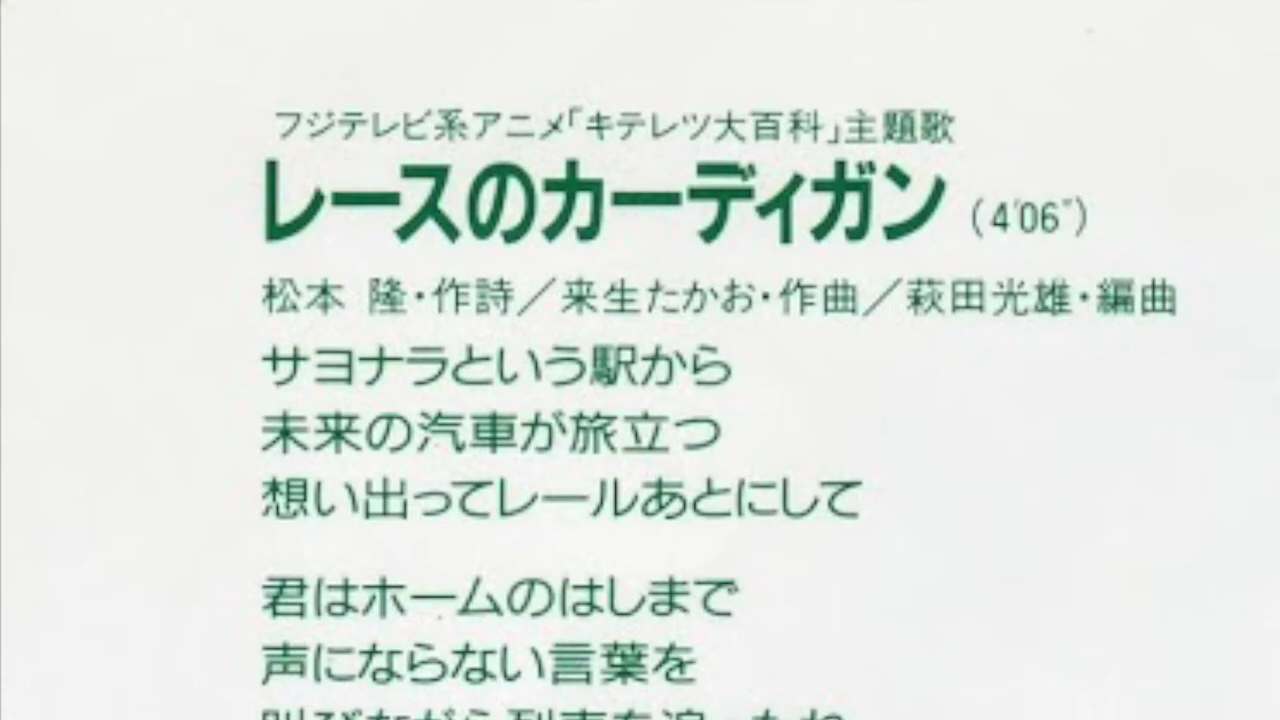 フジテレビ系アニメ「キテレツ大百科」主題歌
レースのカーディガン (4'06")
松本 隆・作詩／来生たかお・作曲／萩田光雄・編曲
サヨナラという駅から
未来の汽車が旅立つ
想い出ってレールあとにして
君はホームのはしまで
声にならない言葉を